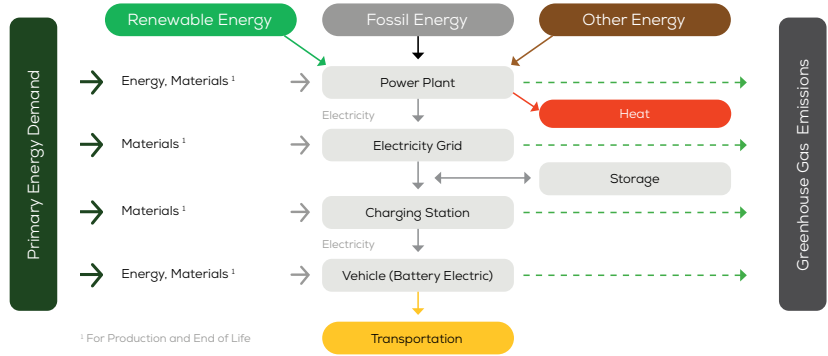 Renewable Energy
Fossil Energy
Other Energy
Primary Energy Demand
Energy, Materials ¹
Power Plant
Heat
Electricity
Materials ¹
Electricity Grid
Storage
Materials ¹
Charging Station
Electricity
Energy, Materials ¹
Vehicle (Battery Electric)
Transportation
¹ For Production and End of Life
Greenhouse Gas Emissions